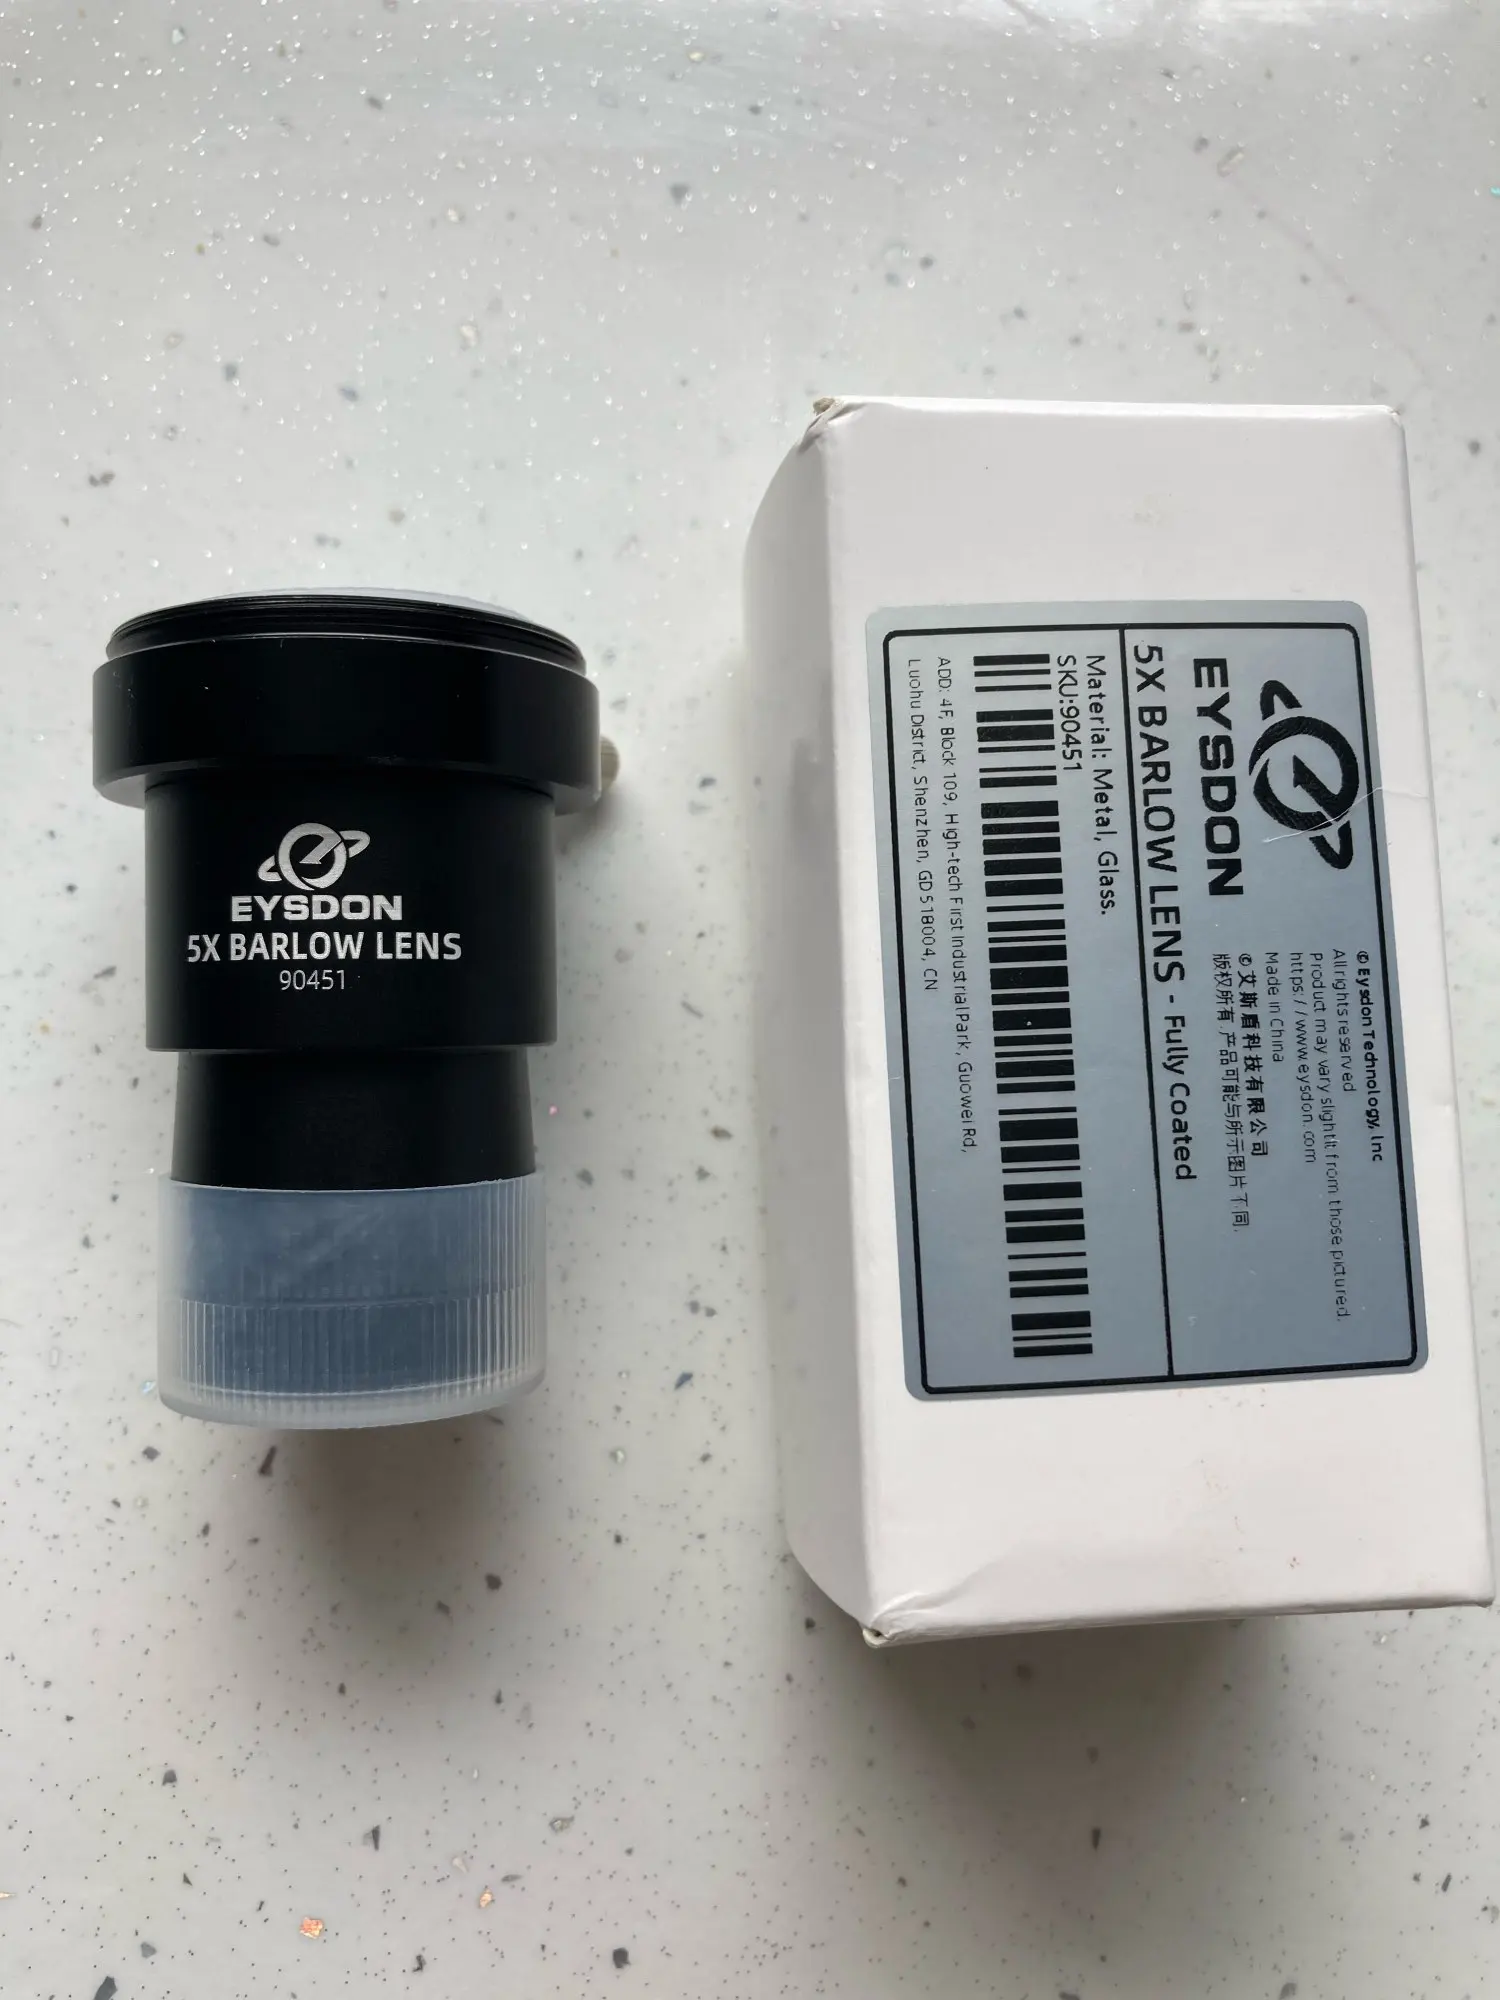 EYSDON
5X BARLOW LENS
90451
EYSDON
© Eysdon Technology, Inc
All rights reserved
Product may vary slightlt from those pictured.
https://www.eysdon.com
Made in China
© 艾斯盾科技有限公司
版权所有,产品可能与所示图片不同.
5X BARLOW LENS - Fully Coated
Material: Metal, Glass.
SKU:90451
ADD: 4F, Block 109, High-tech First Industrial Park, Guowei Rd,
Luohu District, Shenzhen, GD 518004, CN